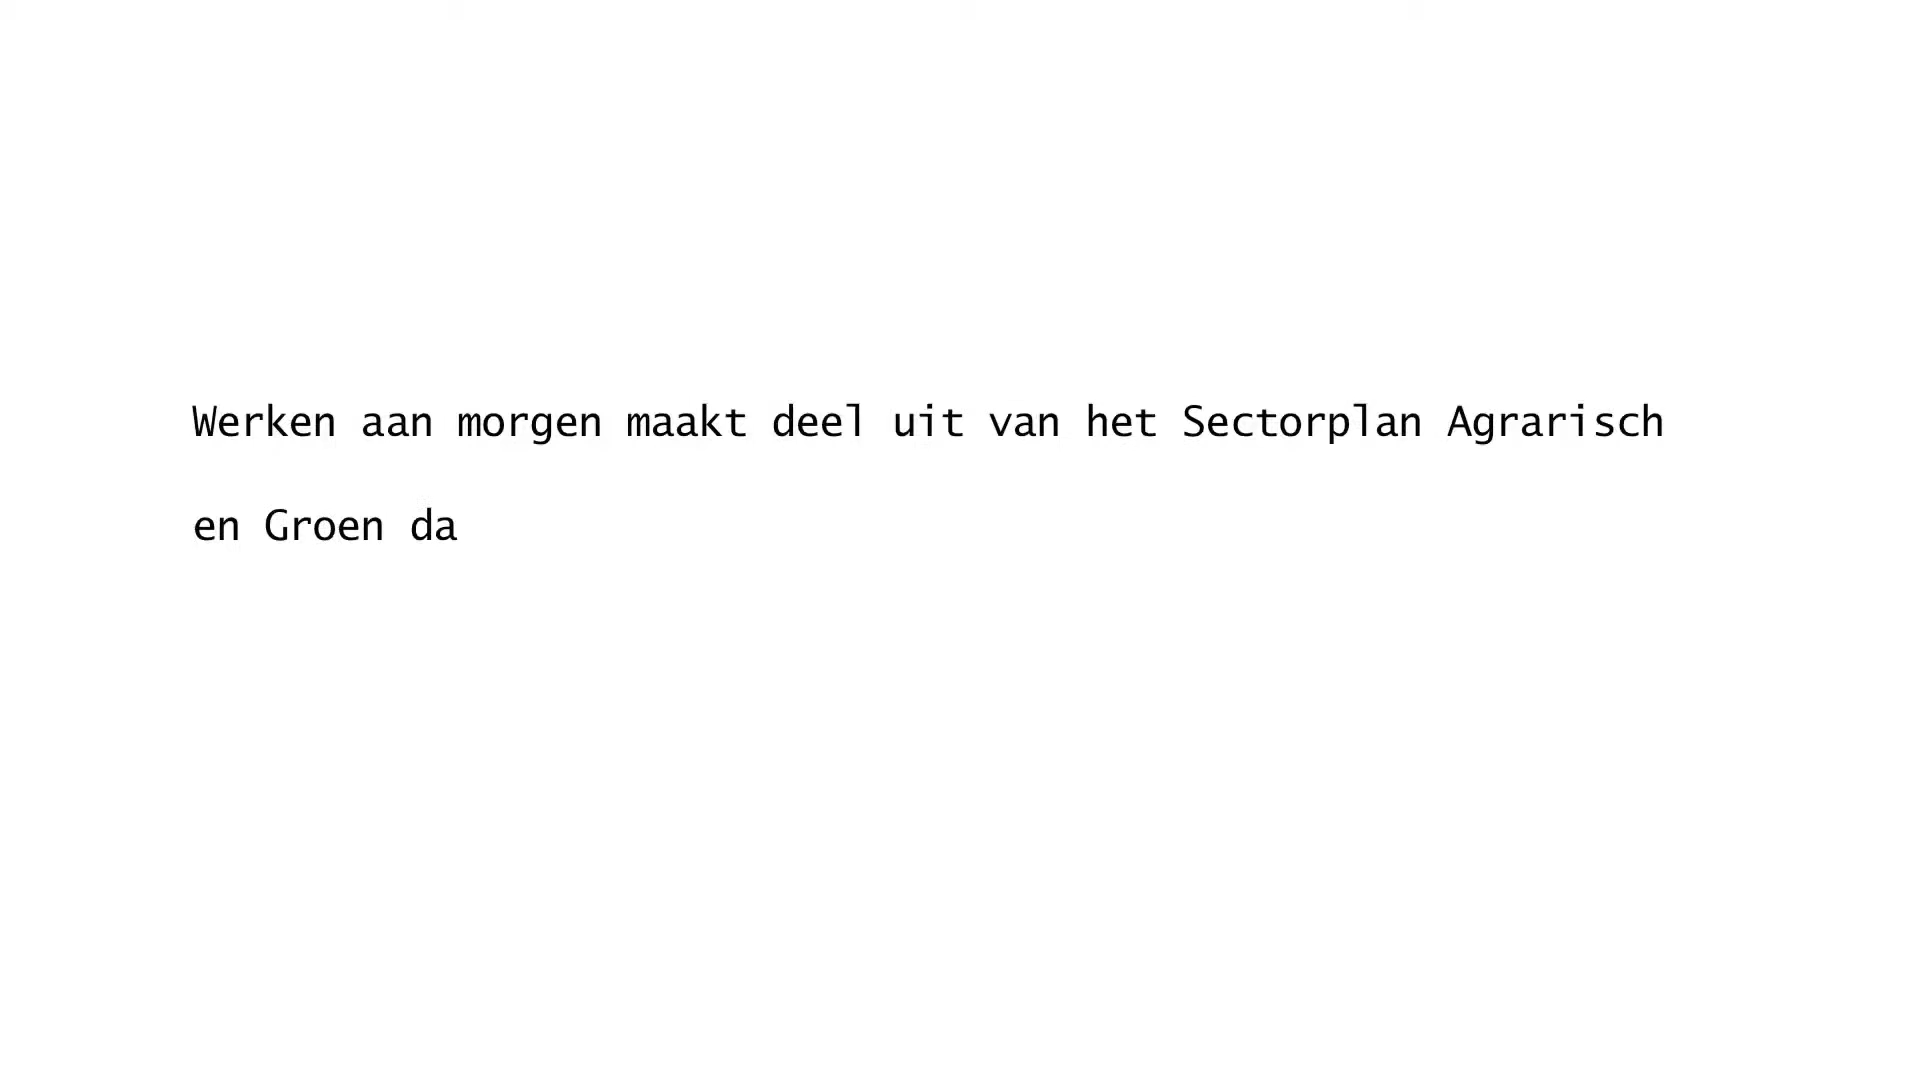 Werken aan morgen maakt deel uit van het Sectorplan Agrarisch
en Groen da